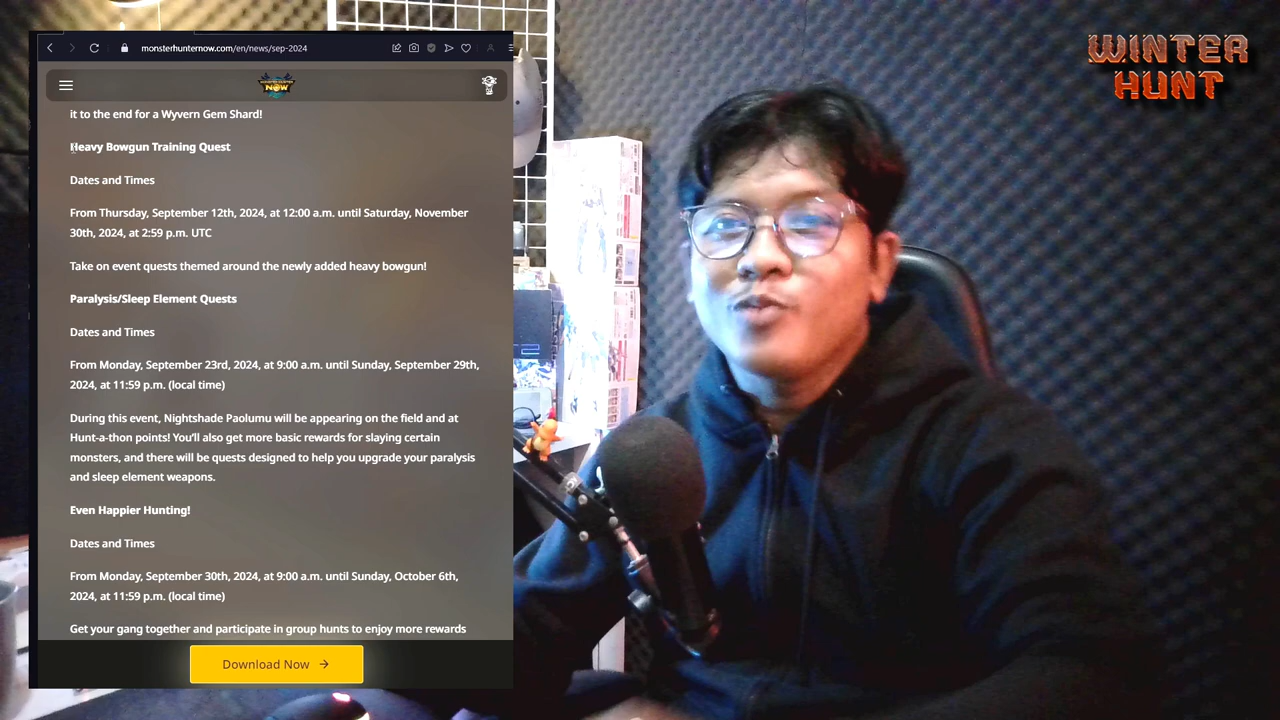 monsterhunternow.com/en/news/sep-2024
WINTER
HUNT
NOW
it to the end for a Wyvern Gem Shard!
Heavy Bowgun Training Quest
Dates and Times
From Thursday, September 12th, 2024, at 12:00 a.m. until Saturday, November
30th, 2024, at 2:59 p.m. UTC
Take on event quests themed around the newly added heavy bowgun!
Paralysis/Sleep Element Quests
Dates and Times
From Monday, September 23rd, 2024, at 9:00 a.m. until Sunday, September 29th,
2024, at 11:59 p.m. (local time)
During this event, Nightshade Paolumu will be appearing on the field and at
Hunt-a-thon points! You'll also get more basic rewards for slaying certain
monsters, and there will be quests designed to help you upgrade your paralysis
and sleep element weapons.
Even Happier Hunting!
Dates and Times
From Monday, September 30th, 2024, at 9:00 a.m. until Sunday, October 6th,
2024, at 11:59 p.m. (local time)
Get your gang together and participate in group hunts to enjoy more rewards
Download Now →